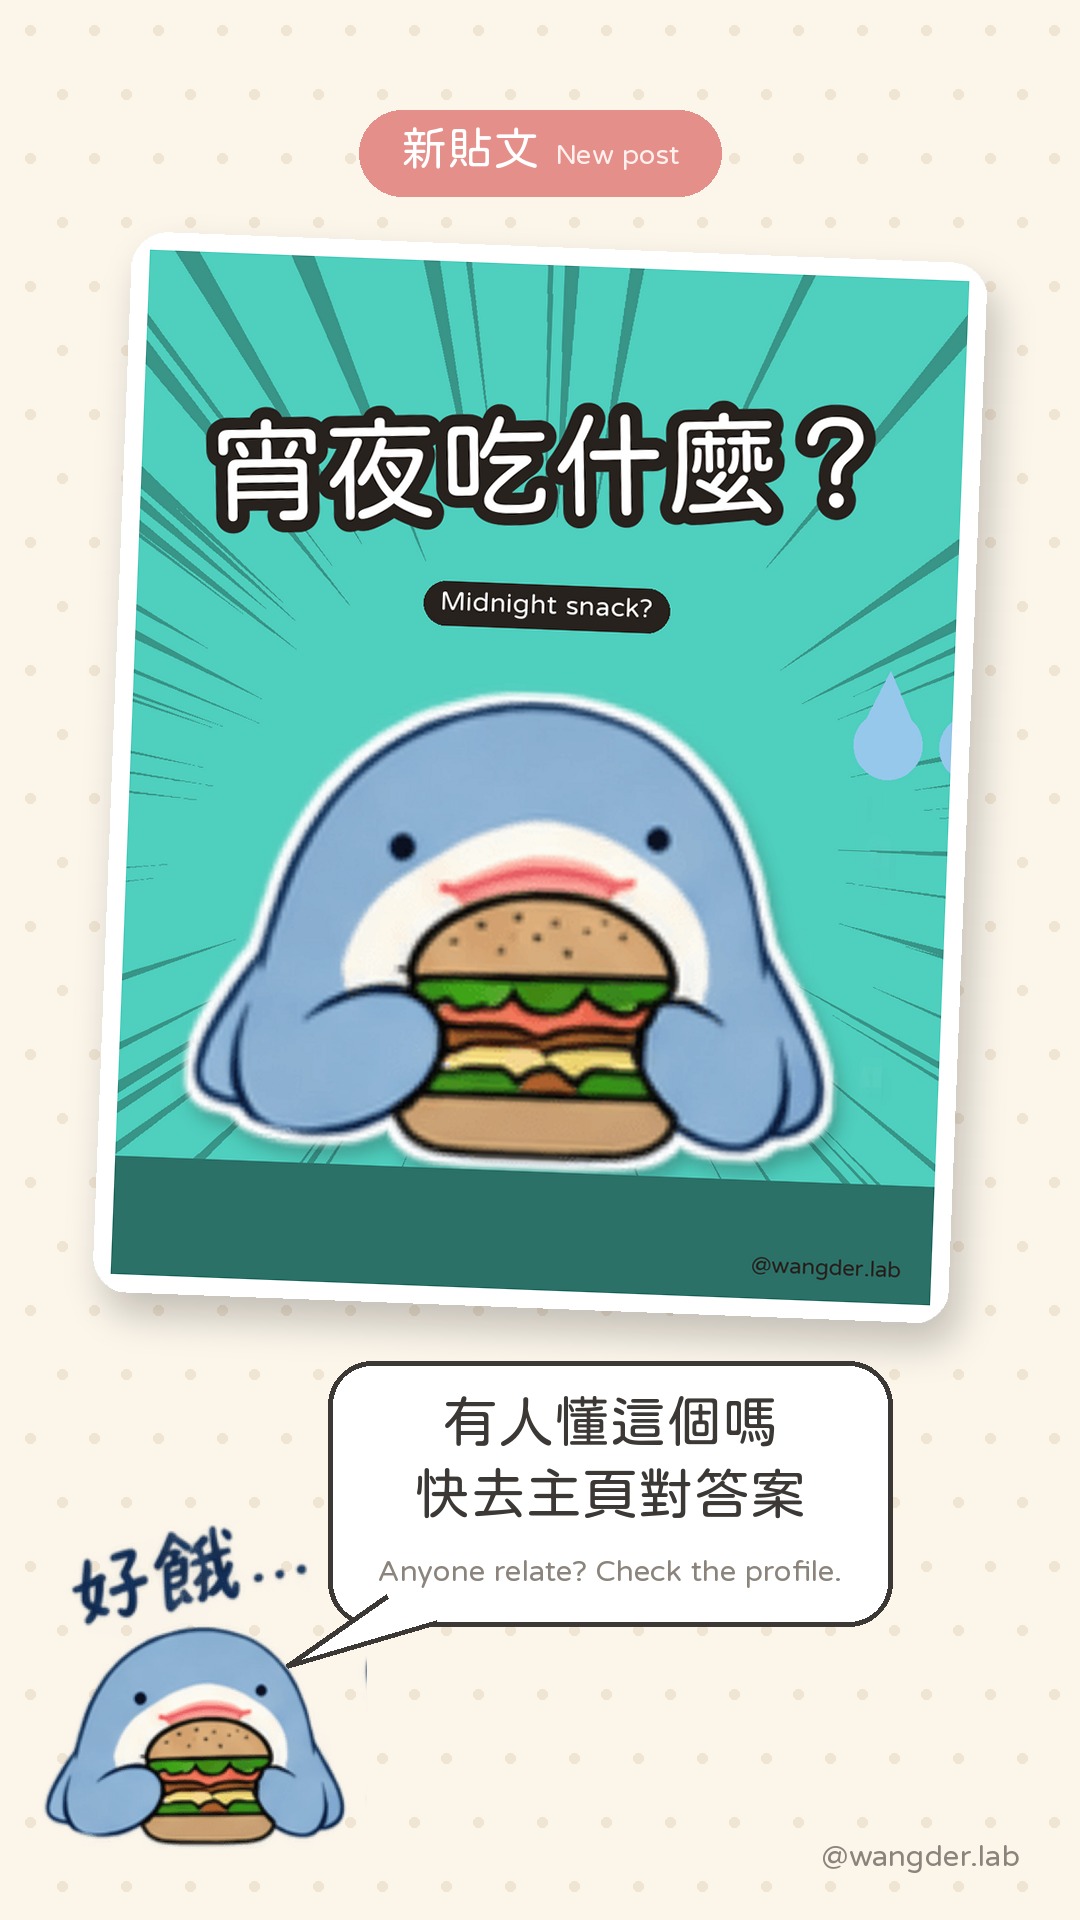 新貼文 New post
宵夜吃什麼？
Midnight snack?
@wangder.lab
有人懂這個嗎
快去主頁對答案
Anyone relate? Check the profile.
好餓...
@wangder.lab